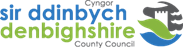 Cyngor
sir ddinbych
denbighshire
County Council